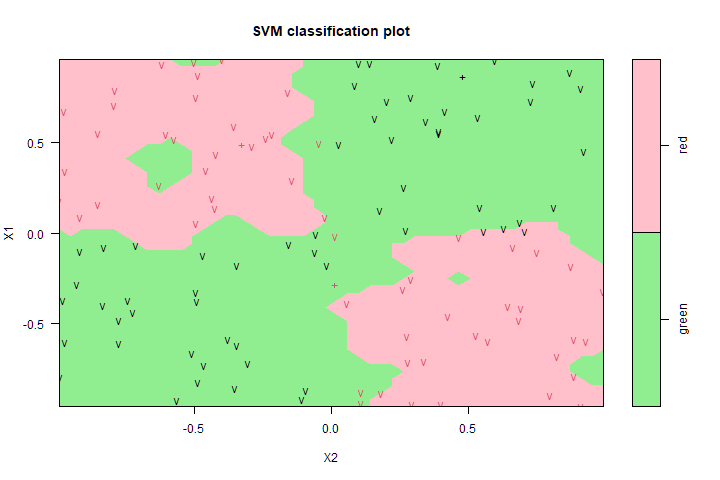 SVM classification plot
0.5
0.0
-0.5
X1
-0.5
0.0
0.5
X2
red
green